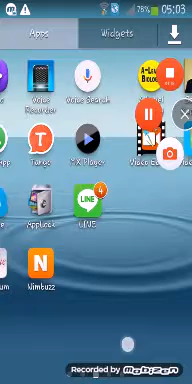 78% 05:03
Apps Widgets
Voice Recorder
Voice Search
Tango
MX Player
Video E
AppLock
LINE
4
Nimbuzz
Recorded by Mobizen